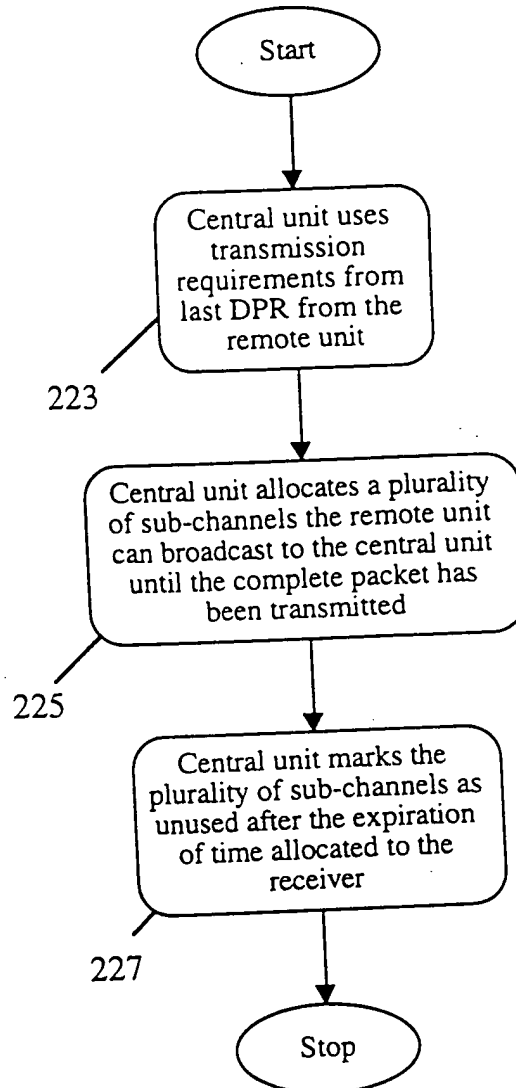 Start
Central unit uses
transmission
requirements from
last DPR from the
remote unit
223
Central unit allocates a plurality
of sub-channels the remote unit
can broadcast to the central unit
until the complete packet has
been transmitted
225
Central unit marks the
plurality of sub-channels as
unused after the expiration
of time allocated to the
receiver
227
Stop